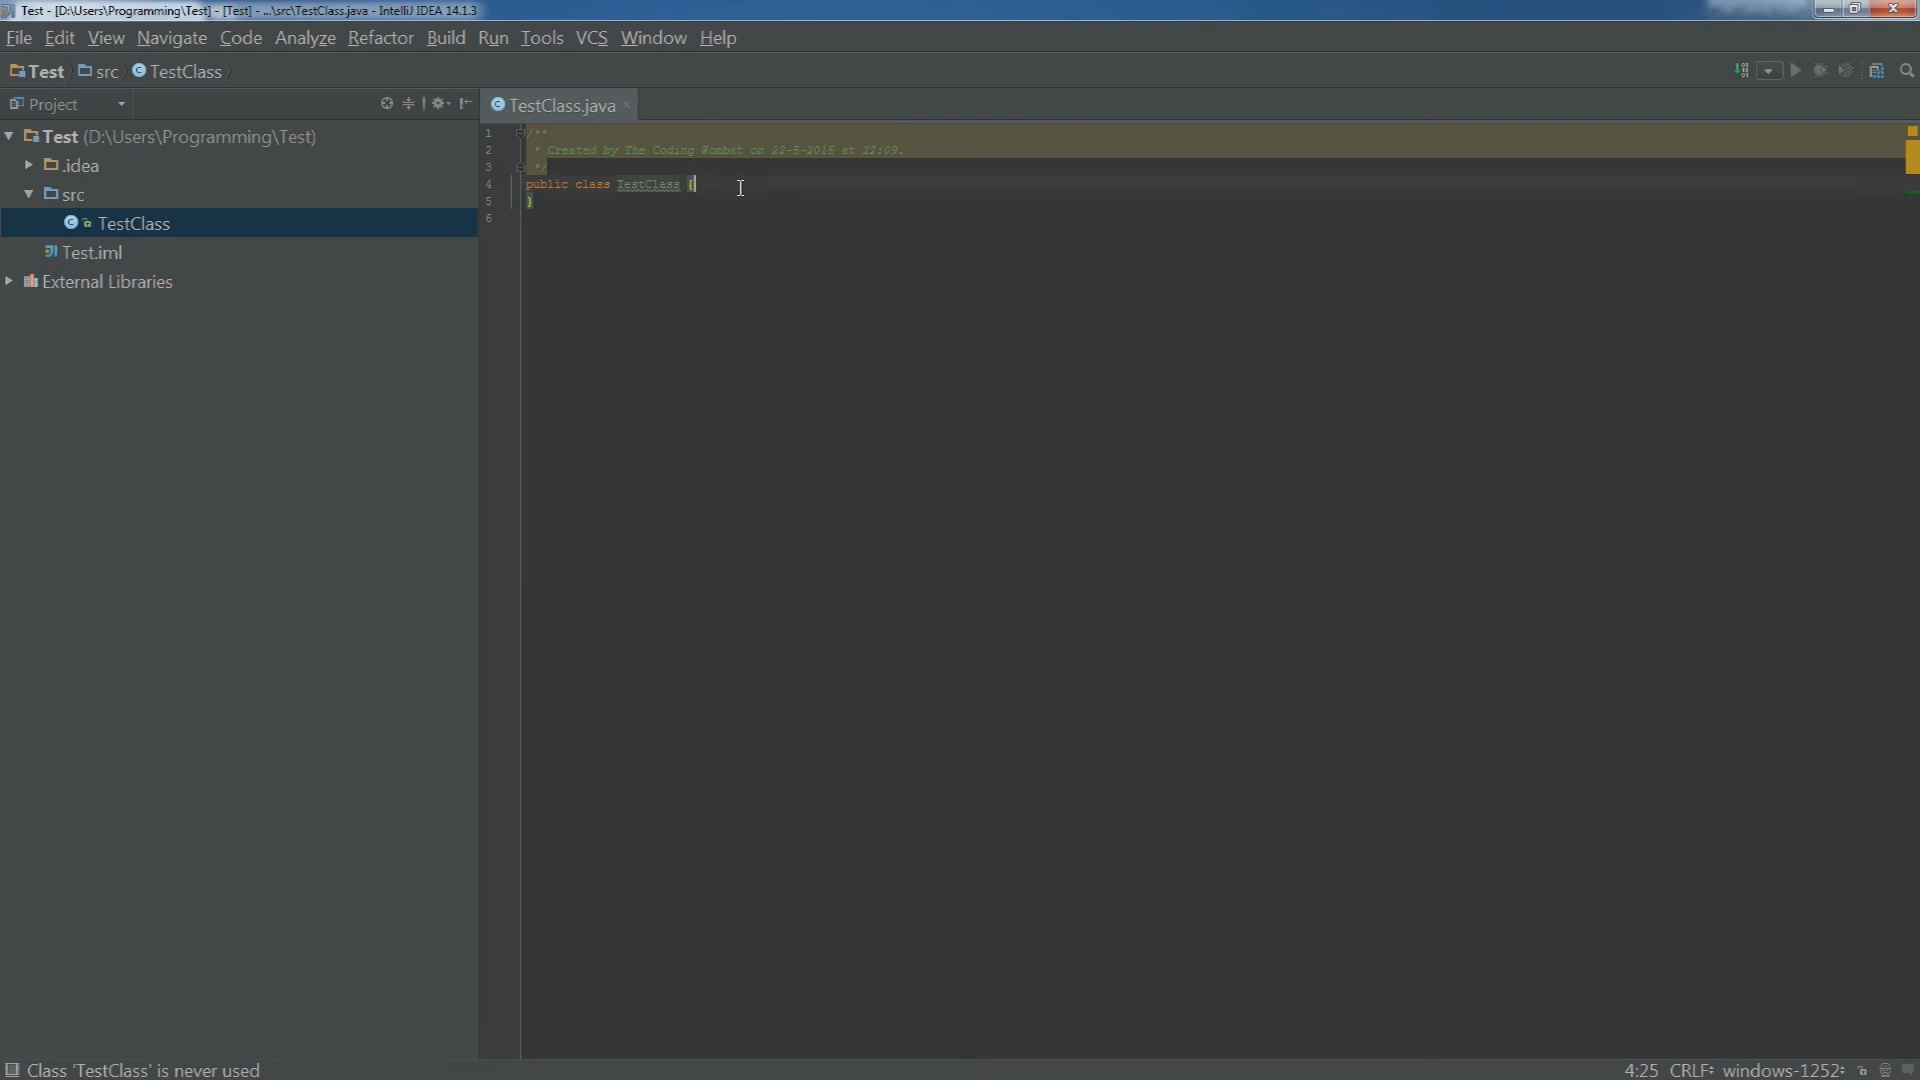 Test - [D:\Users\Programming\Test] - [Test] - ...\src\TestClass.java - IntelliJ IDEA 14.1.3
File Edit View Navigate Code Analyze Refactor Build Run Tools VCS Window Help
Test src TestClass
Project
TestClass.java
Test (D:\Users\Programming\Test)
.idea
src
TestClass
Test.iml
External Libraries
1 /**
2 * Created by The Coding Wombat on 22-5-2015 at 22:09.
3 */
4 public class TestClass {
5 }
6
Class 'TestClass' is never used
4:25 CRLF windows-1252